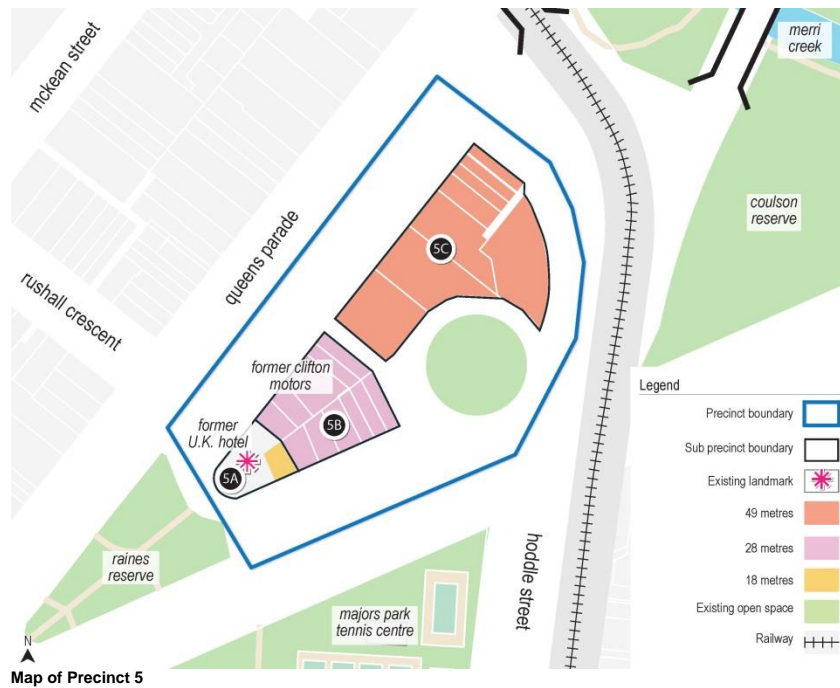 mckean street
merri
creek
coulson
reserve
queens parade
5C
rushall crescent
former clifton
motors
5B
former
U.K. hotel
5A
raines
reserve
hoddle street
majors park
tennis centre
N
Legend
Precinct boundary
Sub precinct boundary
Existing landmark
49 metres
28 metres
18 metres
Existing open space
Railway
Map of Precinct 5